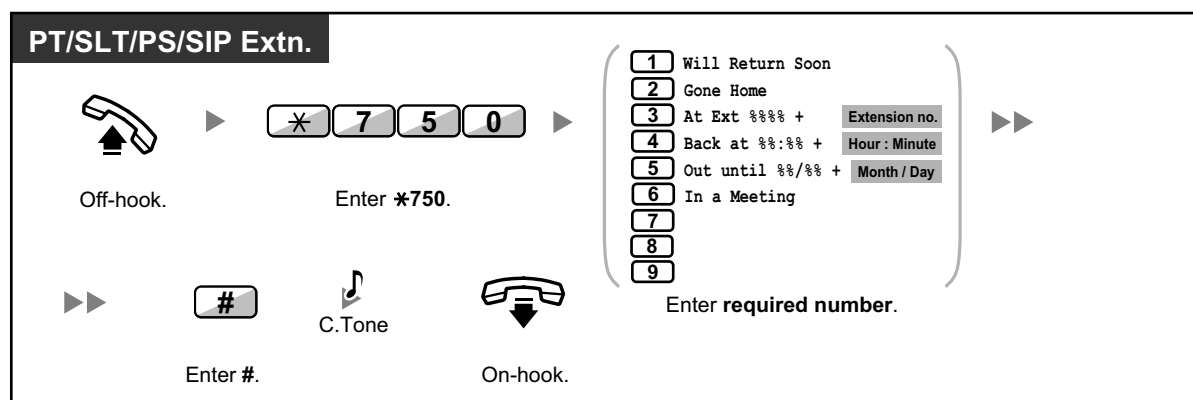 PT/SLT/PS/SIP Extn.
Off-hook.
* 7 5 0
Enter *750.
1 Will Return Soon
2 Gone Home
3 At Ext %%%% + Extension no.
4 Back at %%:%% + Hour : Minute
5 Out until %%/%% + Month / Day
6 In a Meeting
7
8
9
Enter required number.
#
Enter #.
C.Tone
On-hook.